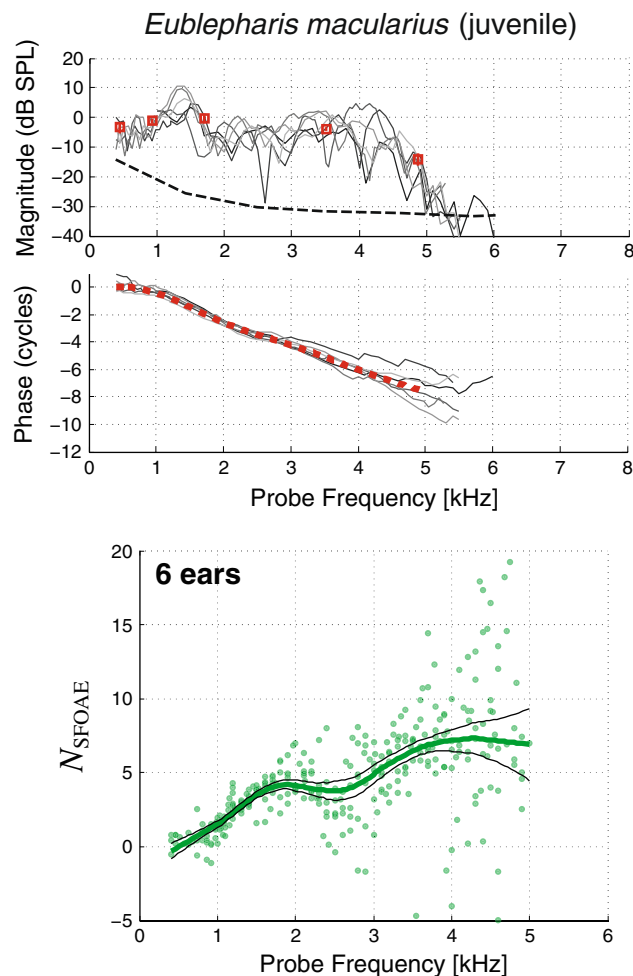 Eublepharis macularius (juvenile)
Magnitude (dB SPL)
20
10
0
−10
−20
−30
−40
0 1 2 3 4 5 6 7 8
Phase (cycles)
0
−2
−4
−6
−8
−10
−12
0 1 2 3 4 5 6 7 8
Probe Frequency [kHz]
6 ears
N_SFOAE
20
15
10
5
0
−5
0 1 2 3 4 5 6
Probe Frequency [kHz]